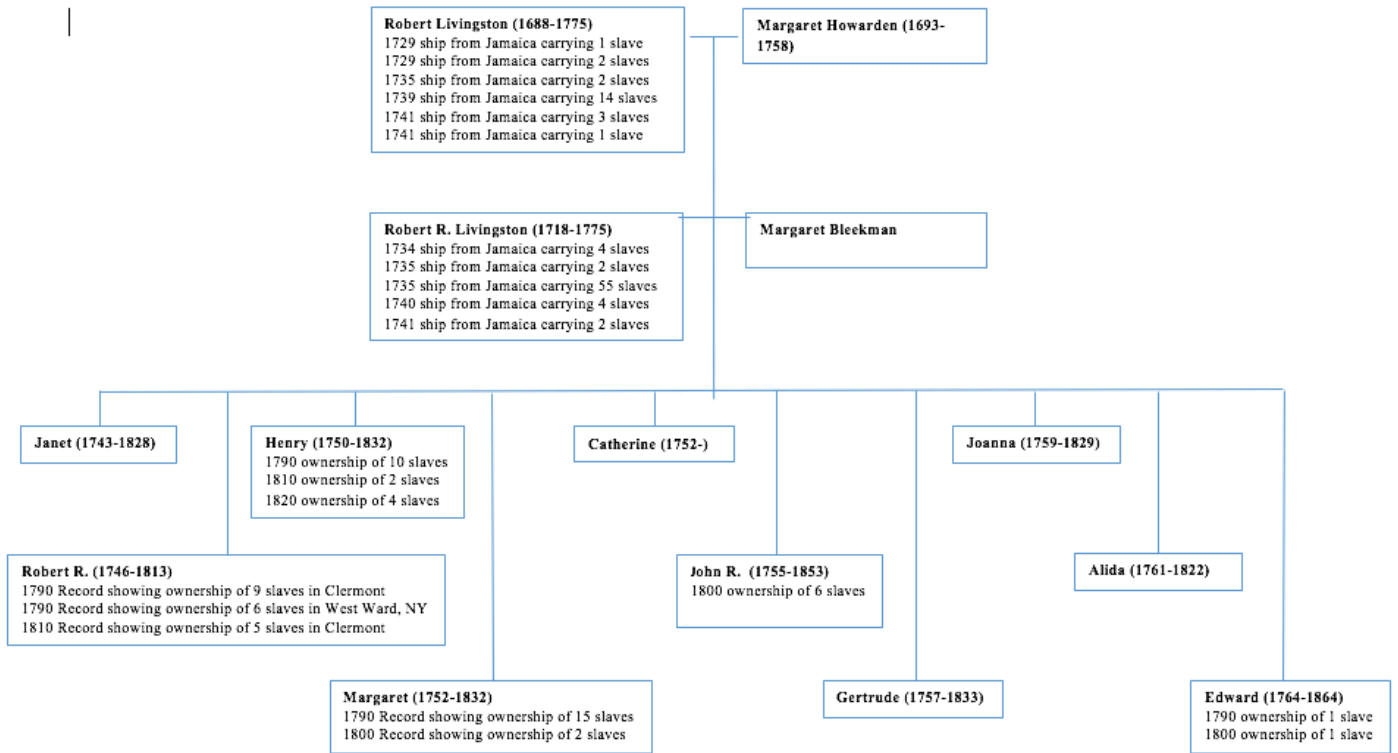 Robert Livingston (1688-1775)
1729 ship from Jamaica carrying 1 slave
1729 ship from Jamaica carrying 2 slaves
1735 ship from Jamaica carrying 2 slaves
1739 ship from Jamaica carrying 14 slaves
1741 ship from Jamaica carrying 3 slaves
1741 ship from Jamaica carrying 1 slave
Margaret Howarden (1693-
1758)
Robert R. Livingston (1718-1775)
1734 ship from Jamaica carrying 4 slaves
1735 ship from Jamaica carrying 2 slaves
1735 ship from Jamaica carrying 55 slaves
1740 ship from Jamaica carrying 4 slaves
1741 ship from Jamaica carrying 2 slaves
Margaret Bleekman
Janet (1743-1828)
Henry (1750-1832)
1790 ownership of 10 slaves
1810 ownership of 2 slaves
1820 ownership of 4 slaves
Catherine (1752-)
Joanna (1759-1829)
Robert R. (1746-1813)
1790 Record showing ownership of 9 slaves in Clermont
1790 Record showing ownership of 6 slaves in West Ward, NY
1810 Record showing ownership of 5 slaves in Clermont
John R. (1755-1853)
1800 ownership of 6 slaves
Alida (1761-1822)
Margaret (1752-1832)
1790 Record showing ownership of 15 slaves
1800 Record showing ownership of 2 slaves
Gertrude (1757-1833)
Edward (1764-1864)
1790 ownership of 1 slave
1800 ownership of 1 slave